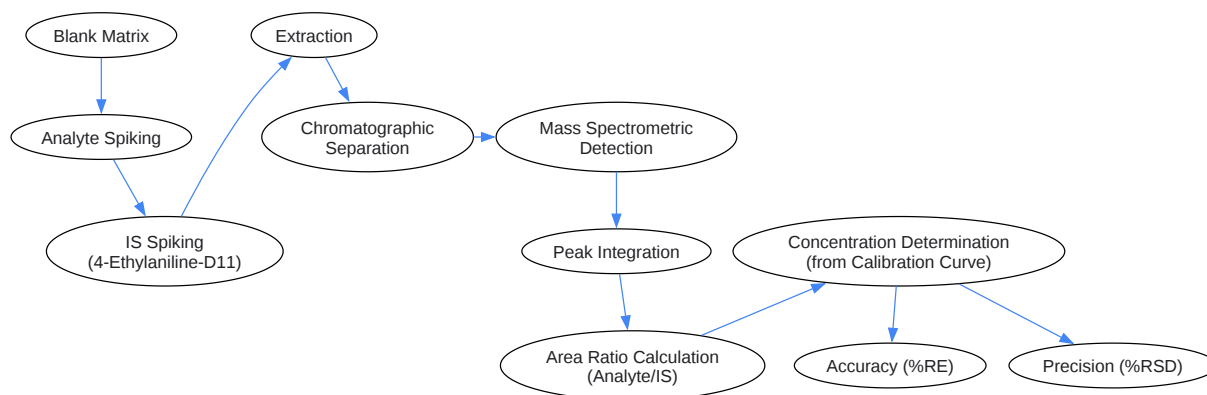 Blank Matrix
Analyte Spiking
IS Spiking
(4-Ethylaniline-D11)
Extraction
Chromatographic
Separation
Mass Spectrometric
Detection
Peak Integration
Area Ratio Calculation
(Analyte/IS)
Concentration Determination
(from Calibration Curve)
Accuracy (%RE)
Precision (%RSD)